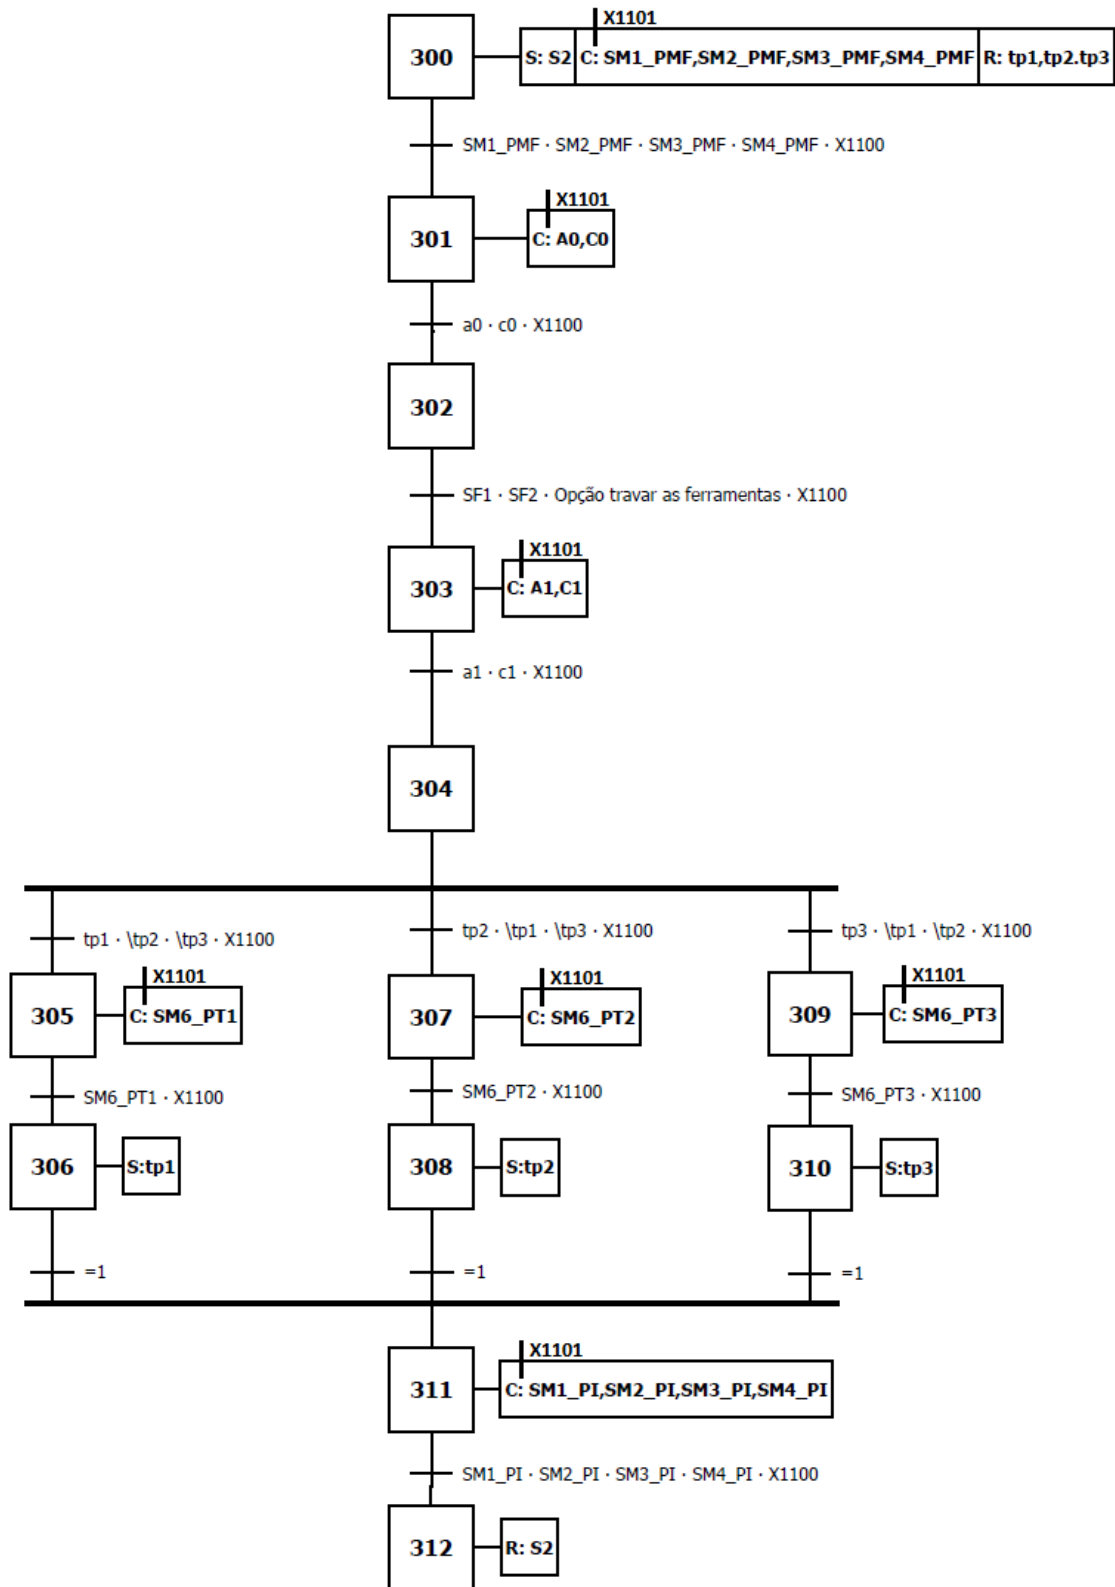 X1101
300
S: S2
C: SM1_PMF,SM2_PMF,SM3_PMF,SM4_PMF
R: tp1,tp2.tp3
SM1_PMF · SM2_PMF · SM3_PMF · SM4_PMF · X1100
X1101
301
C: A0,C0
a0 · c0 · X1100
302
SF1 · SF2 · Opção travar as ferramentas · X1100
X1101
303
C: A1,C1
a1 · c1 · X1100
304
tp1 · \tp2 · \tp3 · X1100
tp2 · \tp1 · \tp3 · X1100
tp3 · \tp1 · \tp2 · X1100
X1101
X1101
X1101
305
C: SM6_PT1
307
C: SM6_PT2
309
C: SM6_PT3
SM6_PT1 · X1100
SM6_PT2 · X1100
SM6_PT3 · X1100
306
S:tp1
308
S:tp2
310
S:tp3
=1
=1
=1
X1101
311
C: SM1_PI,SM2_PI,SM3_PI,SM4_PI
SM1_PI · SM2_PI · SM3_PI · SM4_PI · X1100
312
R: S2